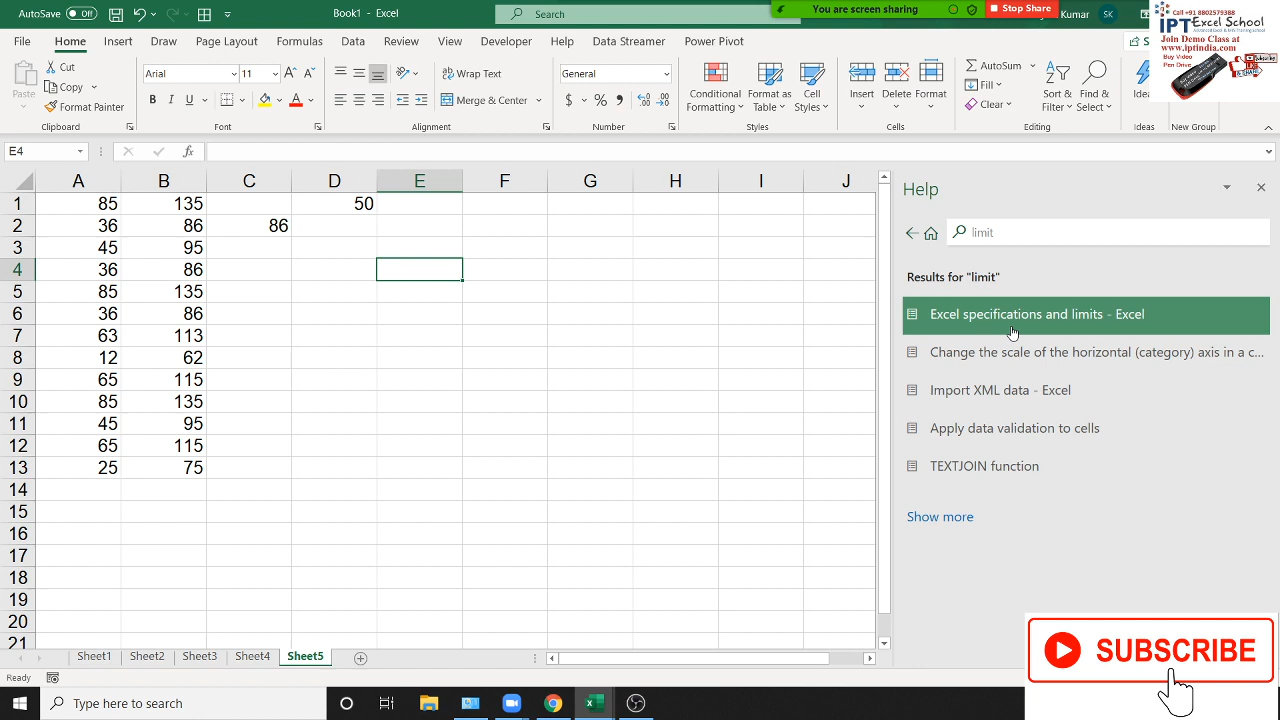 AutoSave Off Book1 - Excel Search You are screen sharing Stop Share Kumar SK
Call +91 8802579388
IPT Excel School
Advanced Excel & MIS Training School
Join Demo Class at
www.iptindia.com
Buy Video
Pen Drive
File Home Insert Draw Page Layout Formulas Data Review View Developer Help Data Streamer Power Pivot
Paste Cut Copy Format Painter
Arial 11 A A
B I U A
Wrap Text
Merge & Center
General
$ % 9
Conditional Formatting Format as Table Cell Styles
Insert Delete Format
AutoSum Fill Clear
Sort & Filter Find & Select
Ideas
Clipboard Font Alignment Number Styles Cells Editing Ideas New Group
E4 fx
A B C D E F G H I J
1 85 135 50
2 36 86 86
3 45 95
4 36 86
5 85 135
6 36 86
7 63 113
8 12 62
9 65 115
10 85 135
11 45 95
12 65 115
13 25 75
14
15
16
17
18
19
20
21
Help
limit
Results for "limit"
Excel specifications and limits - Excel
Change the scale of the horizontal (category) axis in a c...
Import XML data - Excel
Apply data validation to cells
TEXTJOIN function
Show more
Sheet1 Sheet2 Sheet3 Sheet4 Sheet5
Ready
SUBSCRIBE
Type here to search